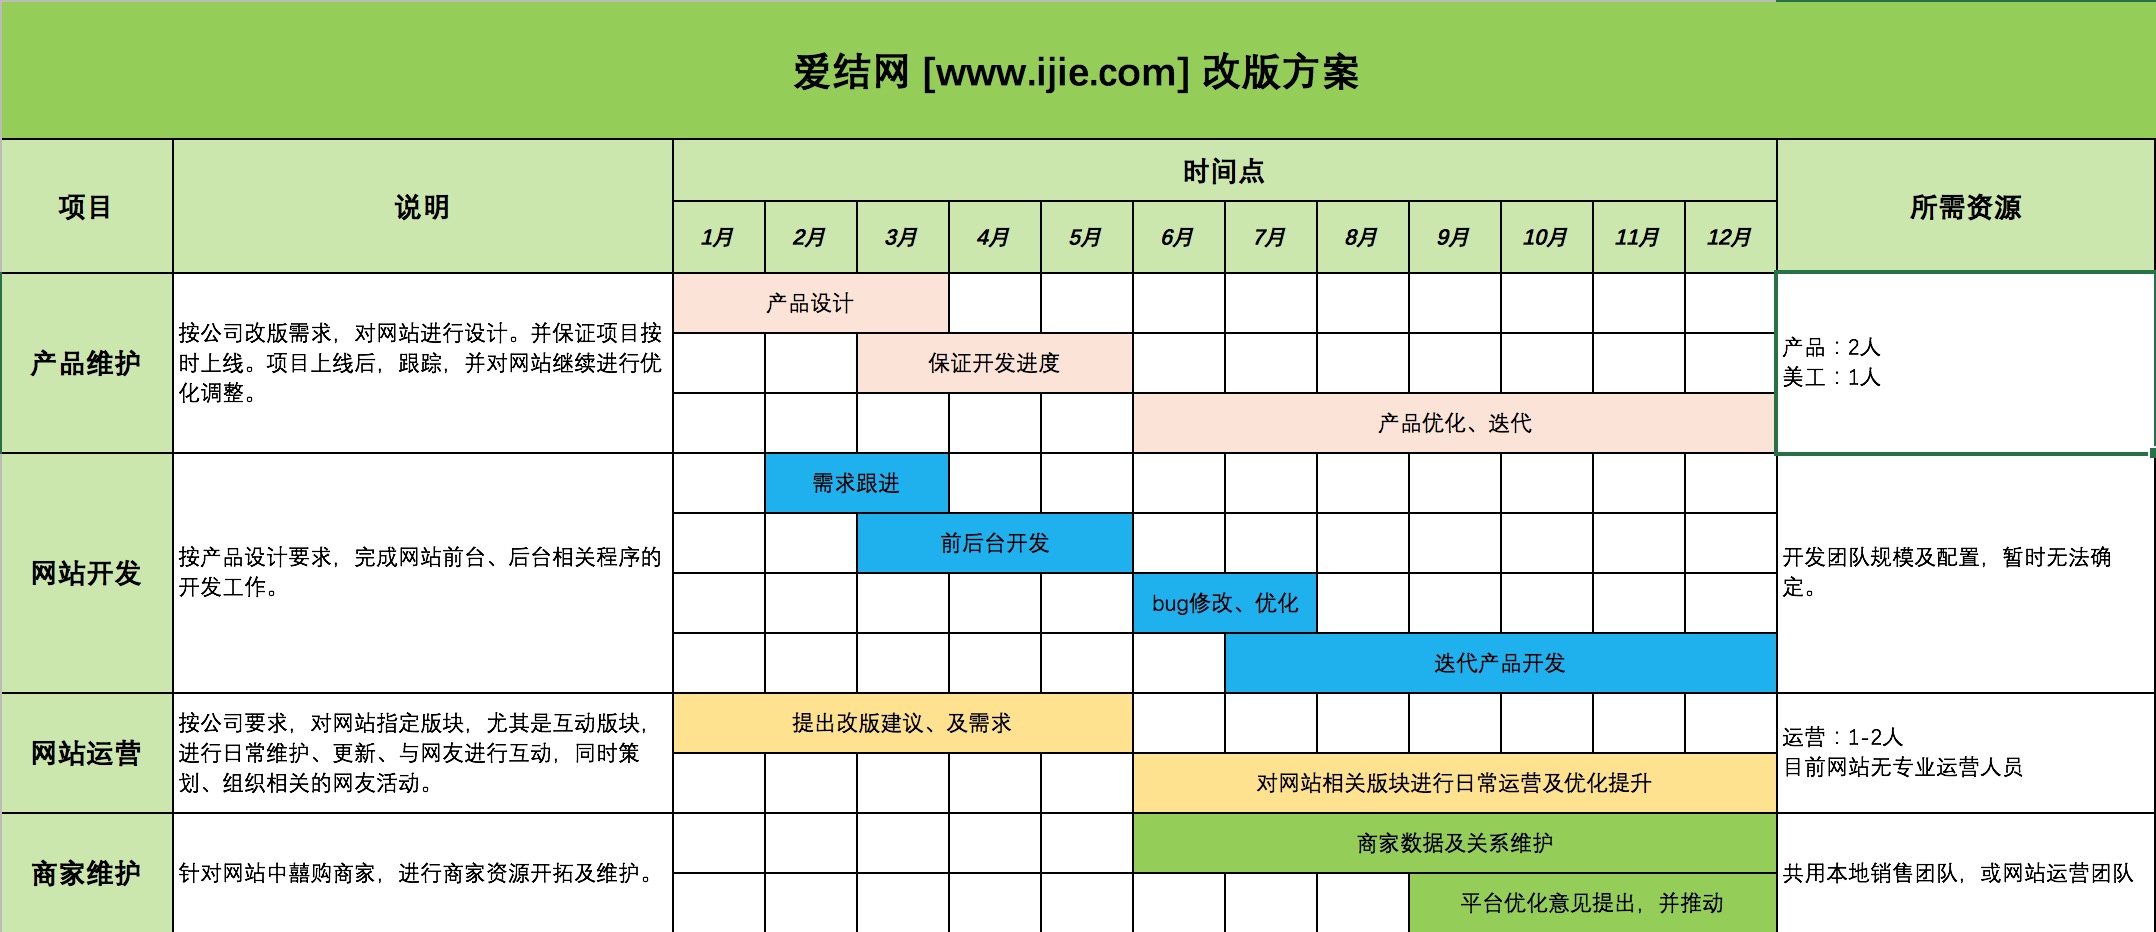 爱结网 [www.ijie.com] 改版方案
项目
说明
时间点
所需资源
1月
2月
3月
4月
5月
6月
7月
8月
9月
10月
11月
12月
产品维护
按公司改版需求，对网站进行设计。并保证项目按
时上线。项目上线后，跟踪，并对网站继续进行优
化调整。
产品设计
保证开发进度
产品优化、迭代
产品：2人
美工：1人
网站开发
按产品设计要求，完成网站前台、后台相关程序的
开发工作。
需求跟进
前后台开发
bug修改、优化
迭代产品开发
开发团队规模及配置，暂时无法确
定。
网站运营
按公司要求，对网站指定版块，尤其是互动版块，
进行日常维护、更新、与网友进行互动，同时策
划、组织相关的网友活动。
提出改版建议、及需求
对网站相关版块进行日常运营及优化提升
运营：1-2人
目前网站无专业运营人员
商家维护
针对网站中囍购商家，进行商家资源开拓及维护。
商家数据及关系维护
平台优化意见提出，并推动
共用本地销售团队，或网站运营团队